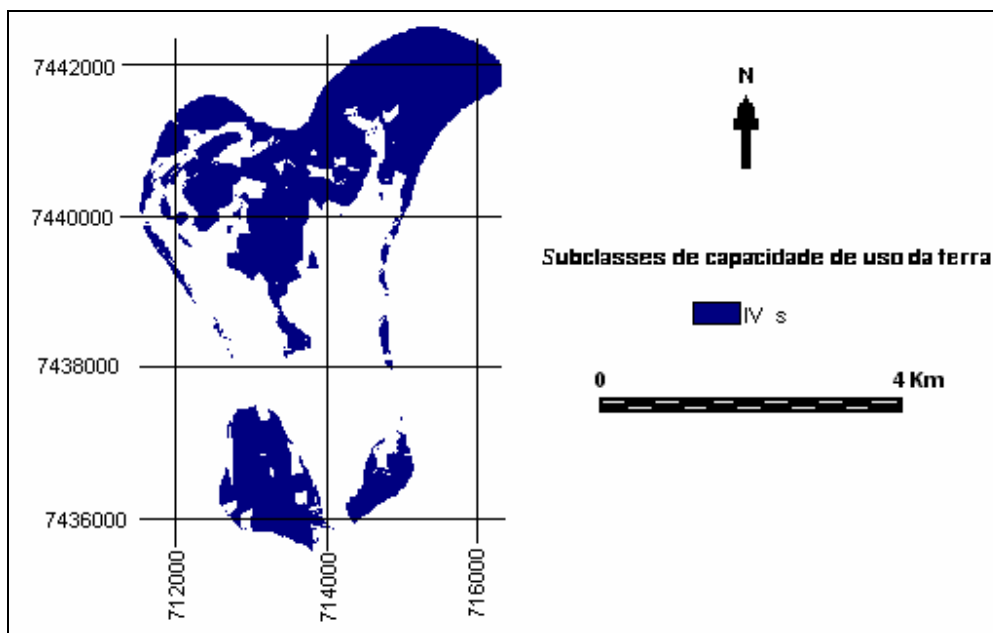 7442000
7440000
7438000
7436000
712000
714000
716000
N
Subclasses de capacidade de uso da terra
IV s
0 4 Km